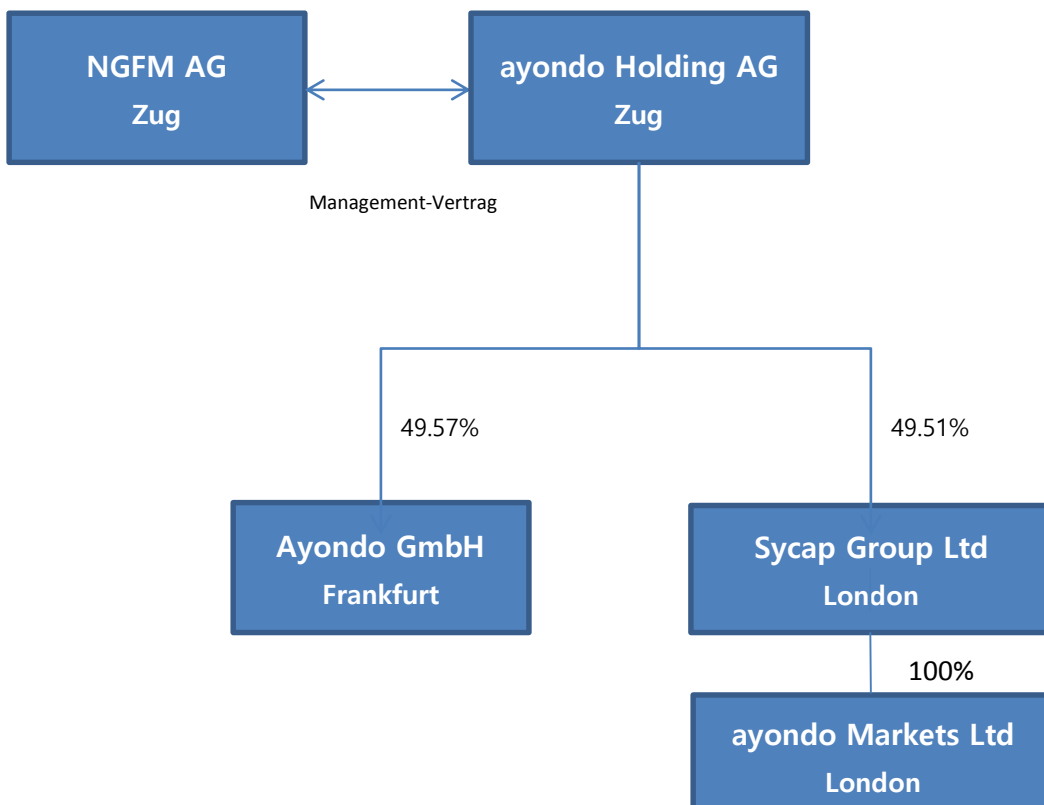 NGFM AG
Zug
ayondo Holding AG
Zug
Management-Vertrag
49.57%
49.51%
Ayondo GmbH
Frankfurt
Sycap Group Ltd
London
100%
ayondo Markets Ltd
London